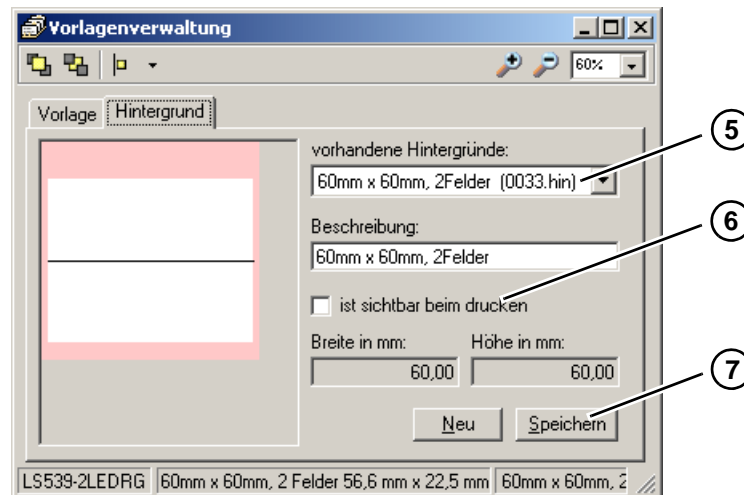 Vorlagenverwaltung
60%
Vorlage Hintergrund
vorhandene Hintergründe:
60mm x 60mm, 2Felder (0033.hin)
5
Beschreibung:
60mm x 60mm, 2Felder
6
ist sichtbar beim drucken
Breite in mm: Höhe in mm:
60,00 60,00
7
Neu Speichern
LS539-2LEDRG 60mm x 60mm, 2 Felder 56,6 mm x 22,5 mm 60mm x 60mm, 2